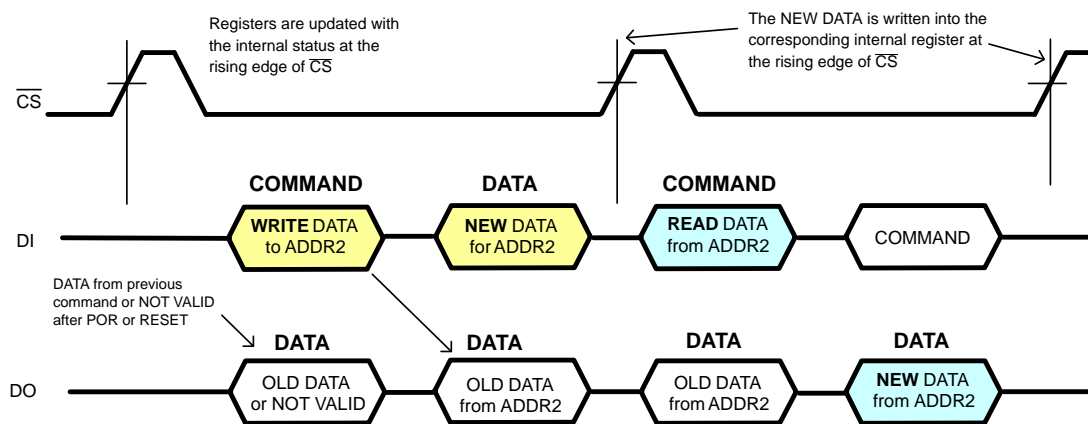 Registers are updated with
the internal status at the
rising edge of CS
The NEW DATA is written into the
corresponding internal register at
the rising edge of CS
CS
COMMAND
DATA
COMMAND
DI
WRITE DATA
to ADDR2
NEW DATA
for ADDR2
READ DATA
from ADDR2
COMMAND
DATA from previous
command or NOT VALID
after POR or RESET
DATA
DATA
DATA
DATA
DO
OLD DATA
or NOT VALID
OLD DATA
from ADDR2
OLD DATA
from ADDR2
NEW DATA
from ADDR2